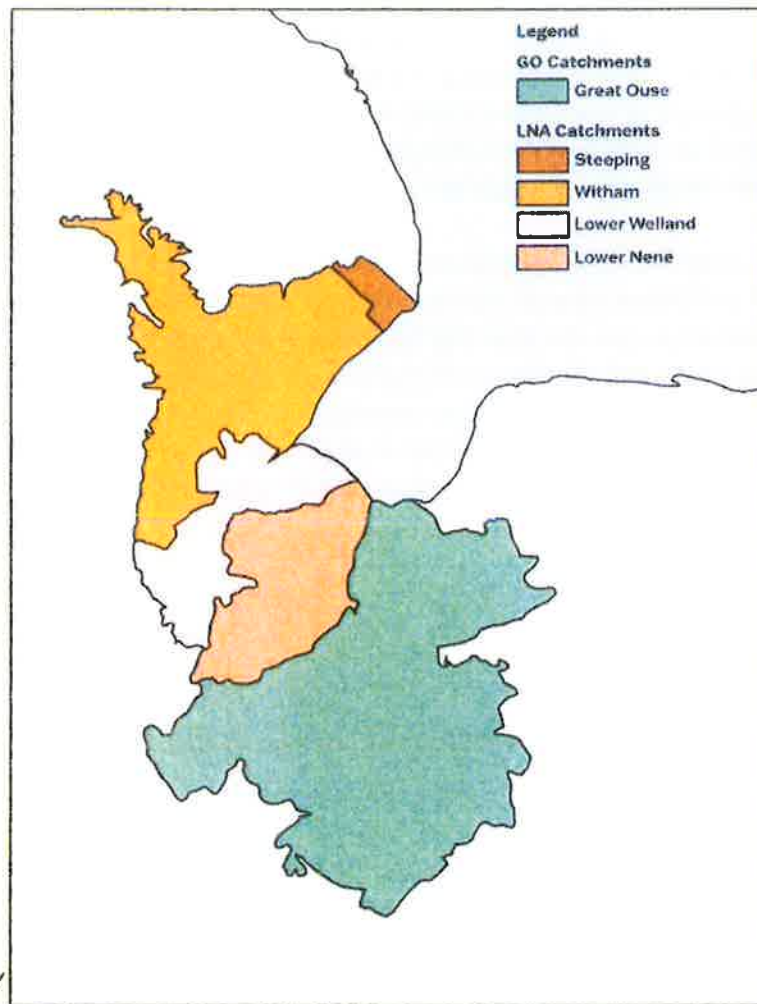 Legend
GO Catchments
Great Ouse
LNA Catchments
Steeping
Witham
Lower Welland
Lower Nene